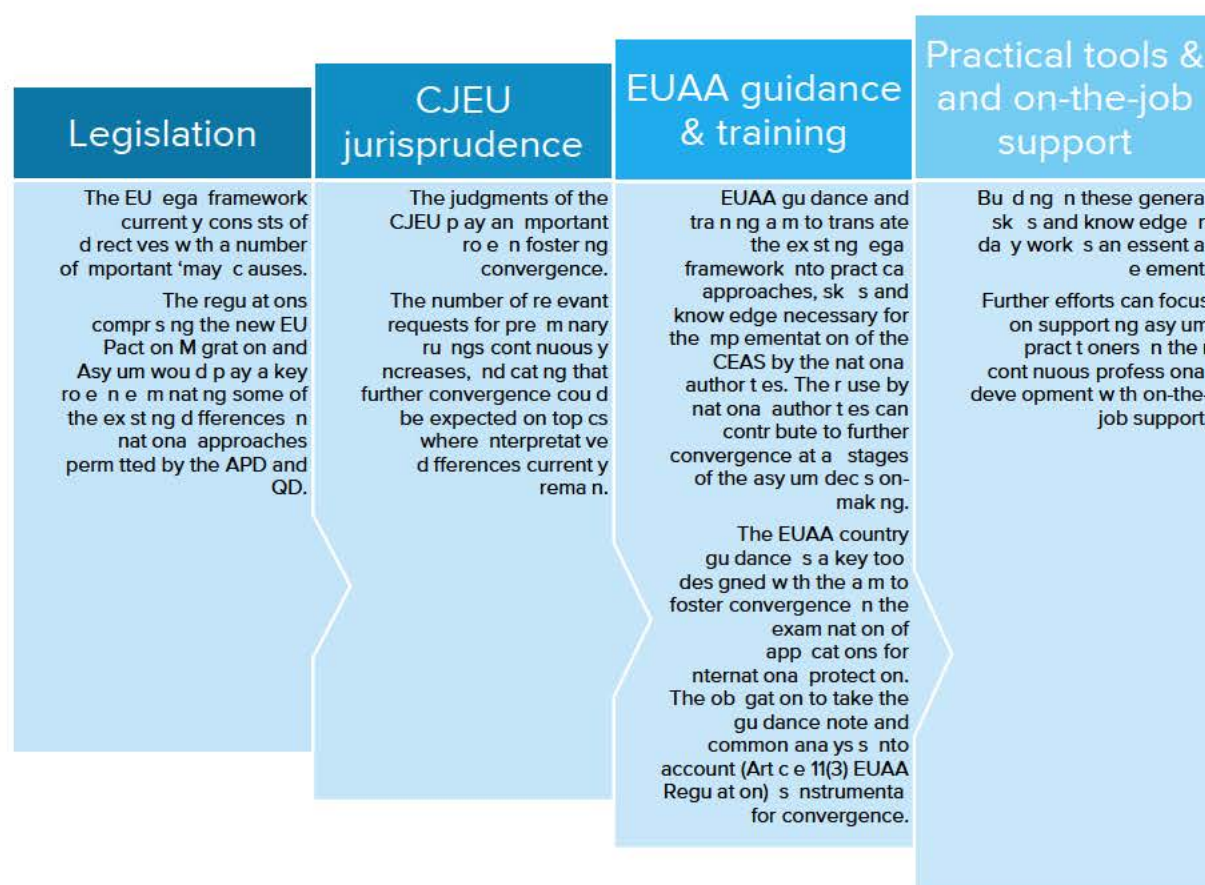 Legislation
The EU ega framework
current y cons sts of
d rect ves w th a number
of mportant ‘may c auses.
The regu at ons
compr s ng the new EU
Pact on M grat on and
Asy um wou d p ay a key
ro e n e m nat ng some of
the ex st ng d fferences n
nat ona approaches
perm tted by the APD and
QD.
CJEU
jurisprudence
The judgments of the
CJEU p ay an mportant
ro e n foster ng
convergence.
The number of re evant
requests for pre m nary
ru ngs cont nuous y
ncreases, nd cat ng that
further convergence cou d
be expected on top cs
where nterpretat ve
d fferences current y
rema n.
EUAA guidance
& training
EUAA gu dance and
tra n ng a m to trans ate
the ex st ng ega
framework nto pract ca
approaches, sk s and
know edge necessary for
the mp ementat on of the
CEAS by the nat ona
author t es. The r use by
nat ona author t es can
contr bute to further
convergence at a stages
of the asy um dec s on-
mak ng.
The EUAA country
gu dance s a key too
des gned w th the a m to
foster convergence n the
exam nat on of
app cat ons for
nternat ona protect on.
The ob gat on to take the
gu dance note and
common ana ys s nto
account (Art c e 11(3) EUAA
Regu at on) s nstrumenta
for convergence.
Practical tools &
and on-the-job
support
Bu d ng n these genera
sk s and know edge n
da y work s an essent a
e ement
Further efforts can focus
on support ng asy um
pract t oners n the r
cont nuous profess ona
deve opment w th on-the-
job support